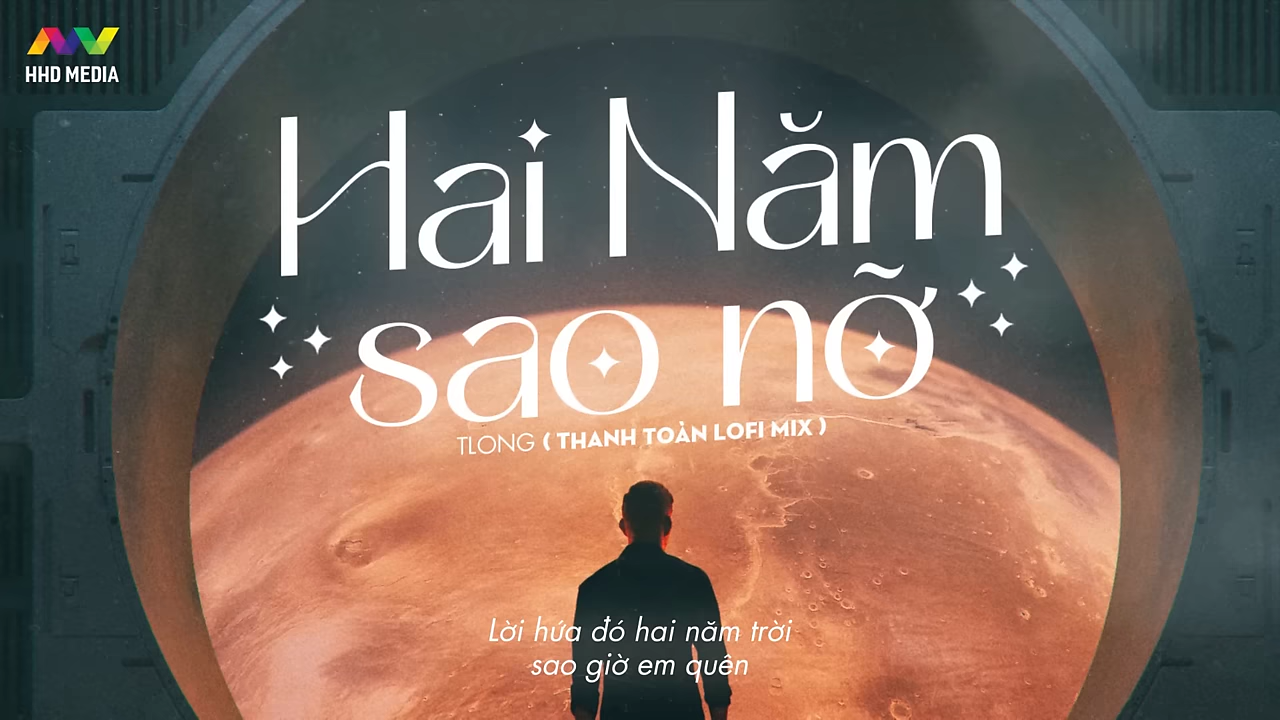 HHD MEDIA
Hai Năm
sao nỡ
TLONG ( THANH TOÀN LOFI MIX )
Lời hứa đó hai năm trời
sao giờ em quên